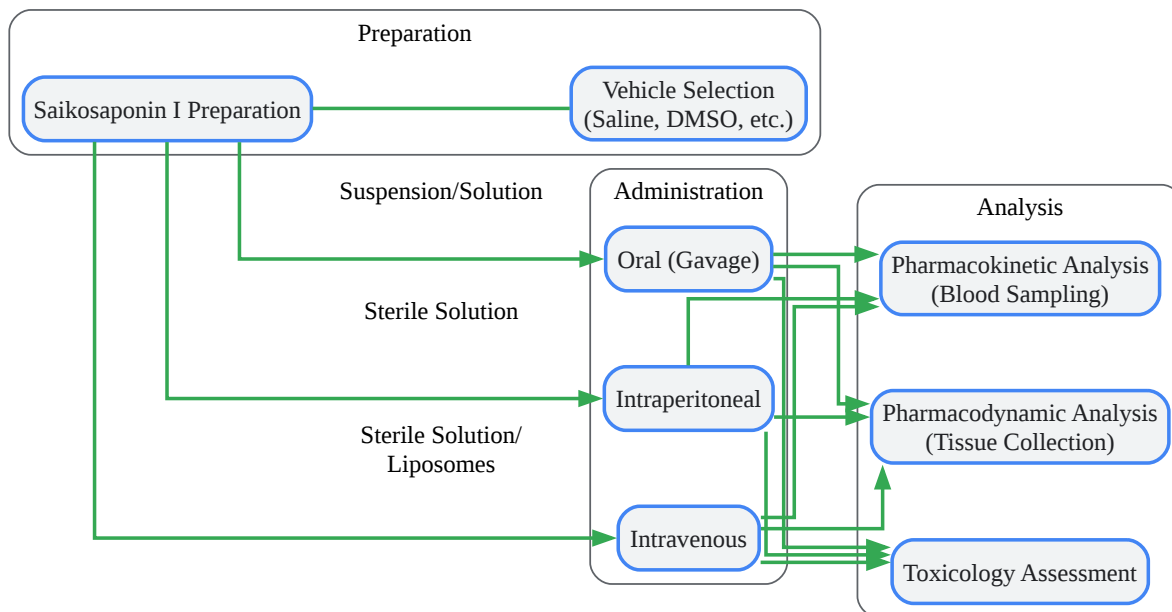 Preparation
Saikosaponin I Preparation
Vehicle Selection
(Saline, DMSO, etc.)
Suspension/Solution
Administration
Analysis
Oral (Gavage)
Pharmacokinetic Analysis
(Blood Sampling)
Sterile Solution
Intraperitoneal
Pharmacodynamic Analysis
(Tissue Collection)
Sterile Solution/
Liposomes
Intravenous
Toxicology Assessment